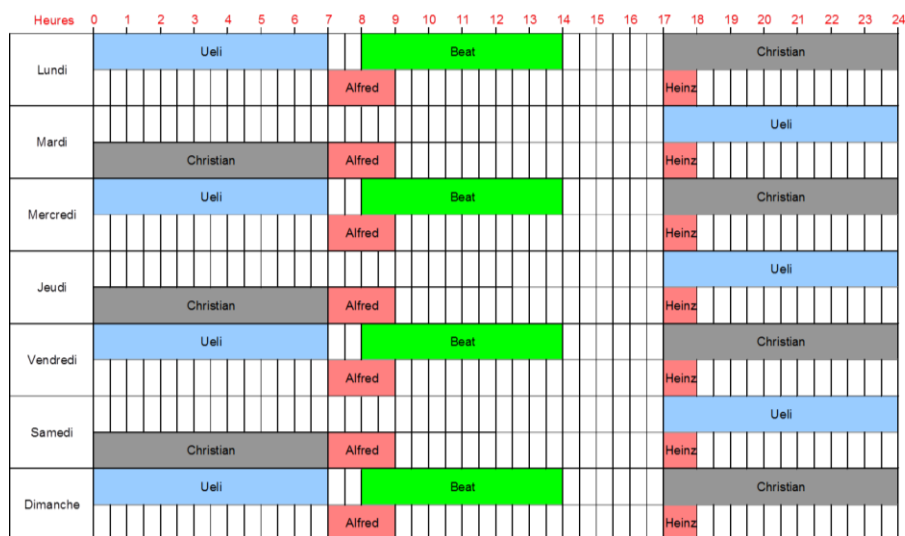 Heures 0 1 2 3 4 5 6 7 8 9 10 11 12 13 14 15 16 17 18 19 20 21 22 23 24
Lundi Ueli Beat Christian
Alfred Heinz
Mardi Ueli
Christian Alfred Heinz
Mercredi Ueli Beat Christian
Alfred Heinz
Jeudi Ueli
Christian Alfred Heinz
Vendredi Ueli Beat Christian
Alfred Heinz
Samedi Ueli
Christian Alfred Heinz
Dimanche Ueli Beat Christian
Alfred Heinz